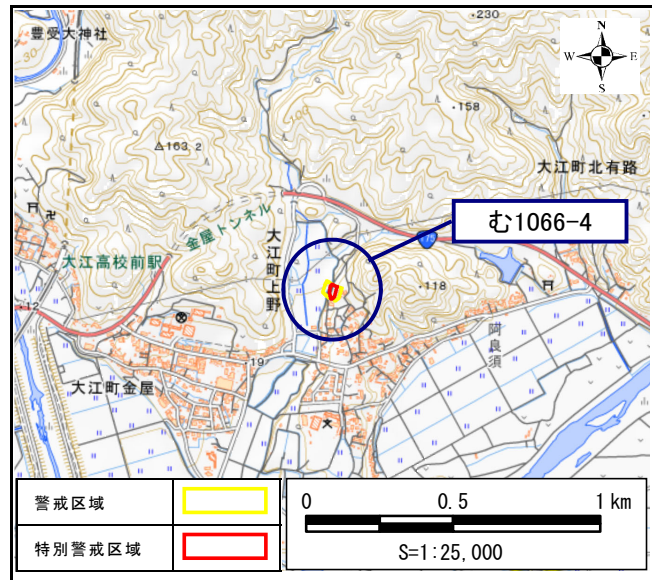 ・230
豊受大神社
30
N
W
E
S
・158
△163.2
大江町北有路
金屋トンネル
む1066-4
175
大江高校前駅
大江町上野
・118
12
阿良須
19
大江町金屋
警戒区域
特別警戒区域
0 0.5 1km
S=1:25,000